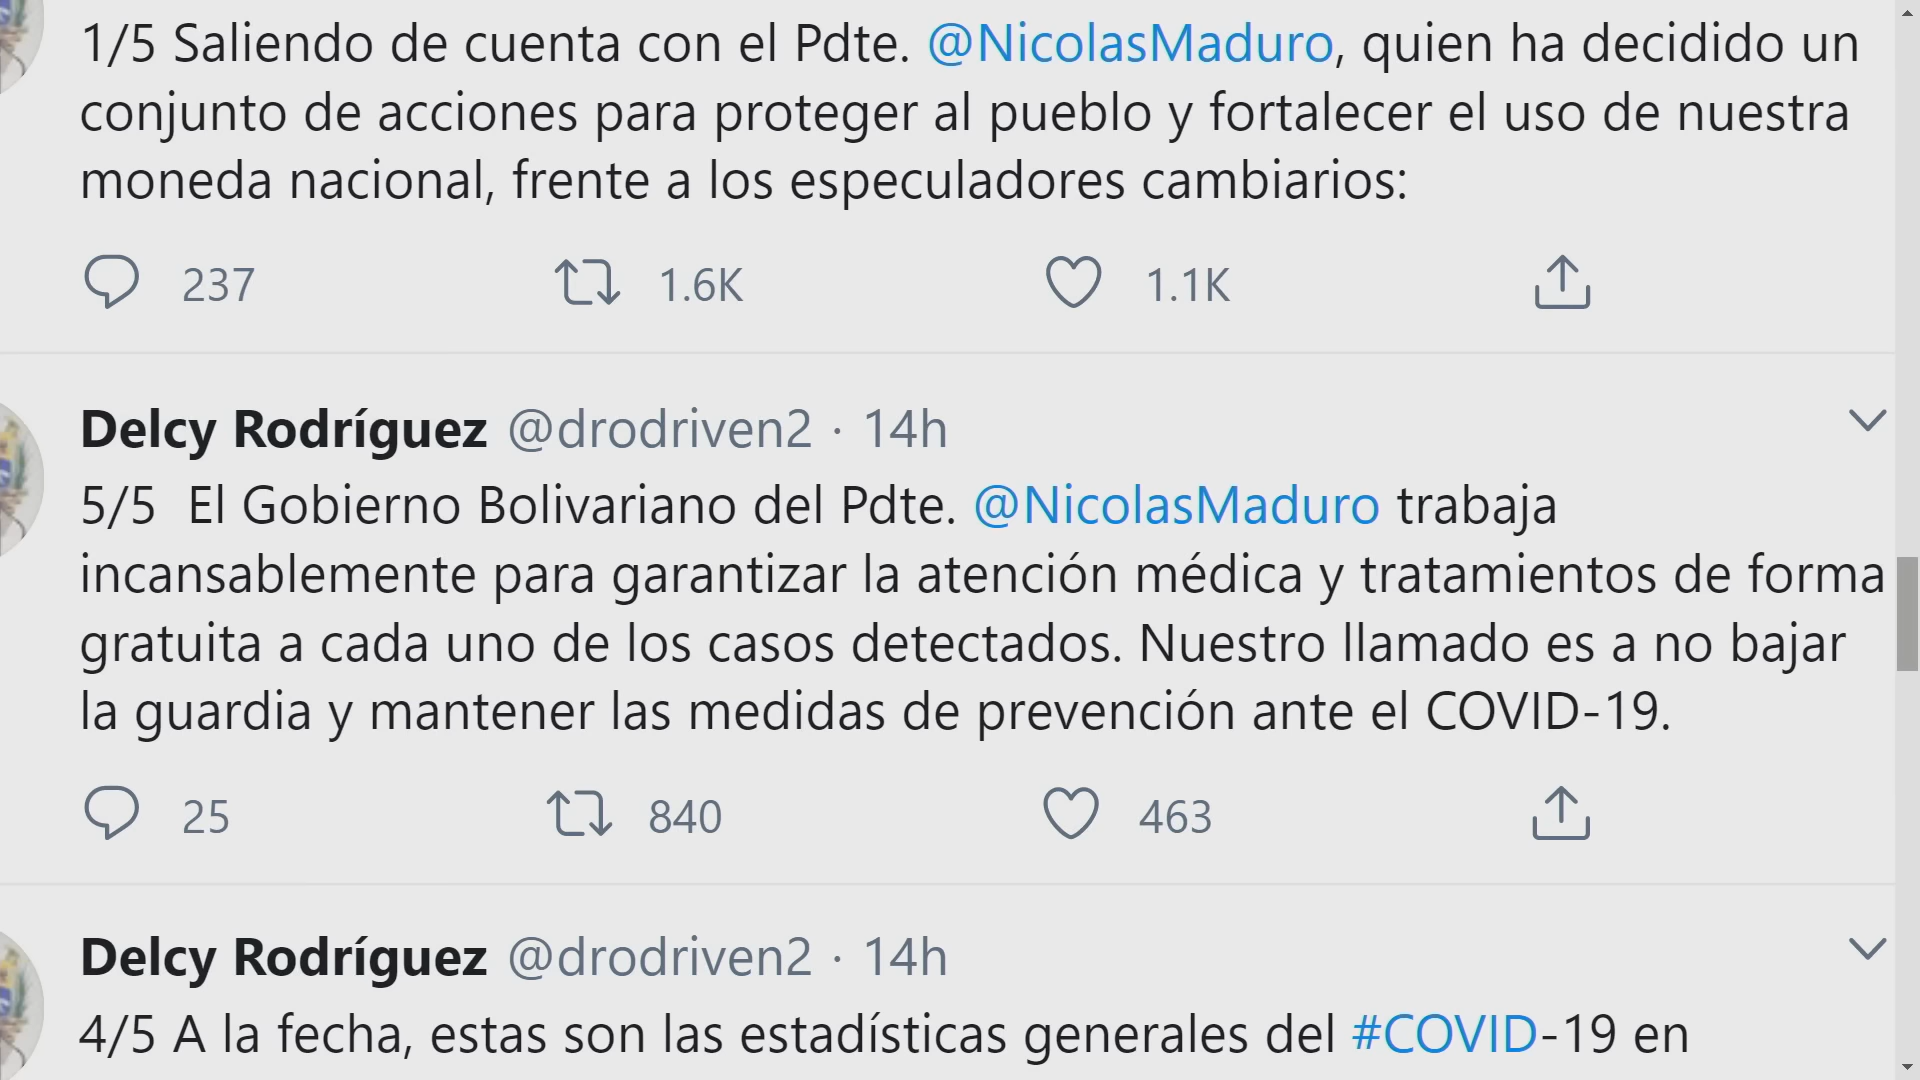 1/5 Saliendo de cuenta con el Pdte. @NicolasMaduro, quien ha decidido un
conjunto de acciones para proteger al pueblo y fortalecer el uso de nuestra
moneda nacional, frente a los especuladores cambiarios:
237 1.6K 1.1K
Delcy Rodríguez @drodriven2 · 14h
5/5 El Gobierno Bolivariano del Pdte. @NicolasMaduro trabaja
incansablemente para garantizar la atención médica y tratamientos de forma
gratuita a cada uno de los casos detectados. Nuestro llamado es a no bajar
la guardia y mantener las medidas de prevención ante el COVID-19.
25 840 463
Delcy Rodríguez @drodriven2 · 14h
4/5 A la fecha, estas son las estadísticas generales del #COVID-19 en